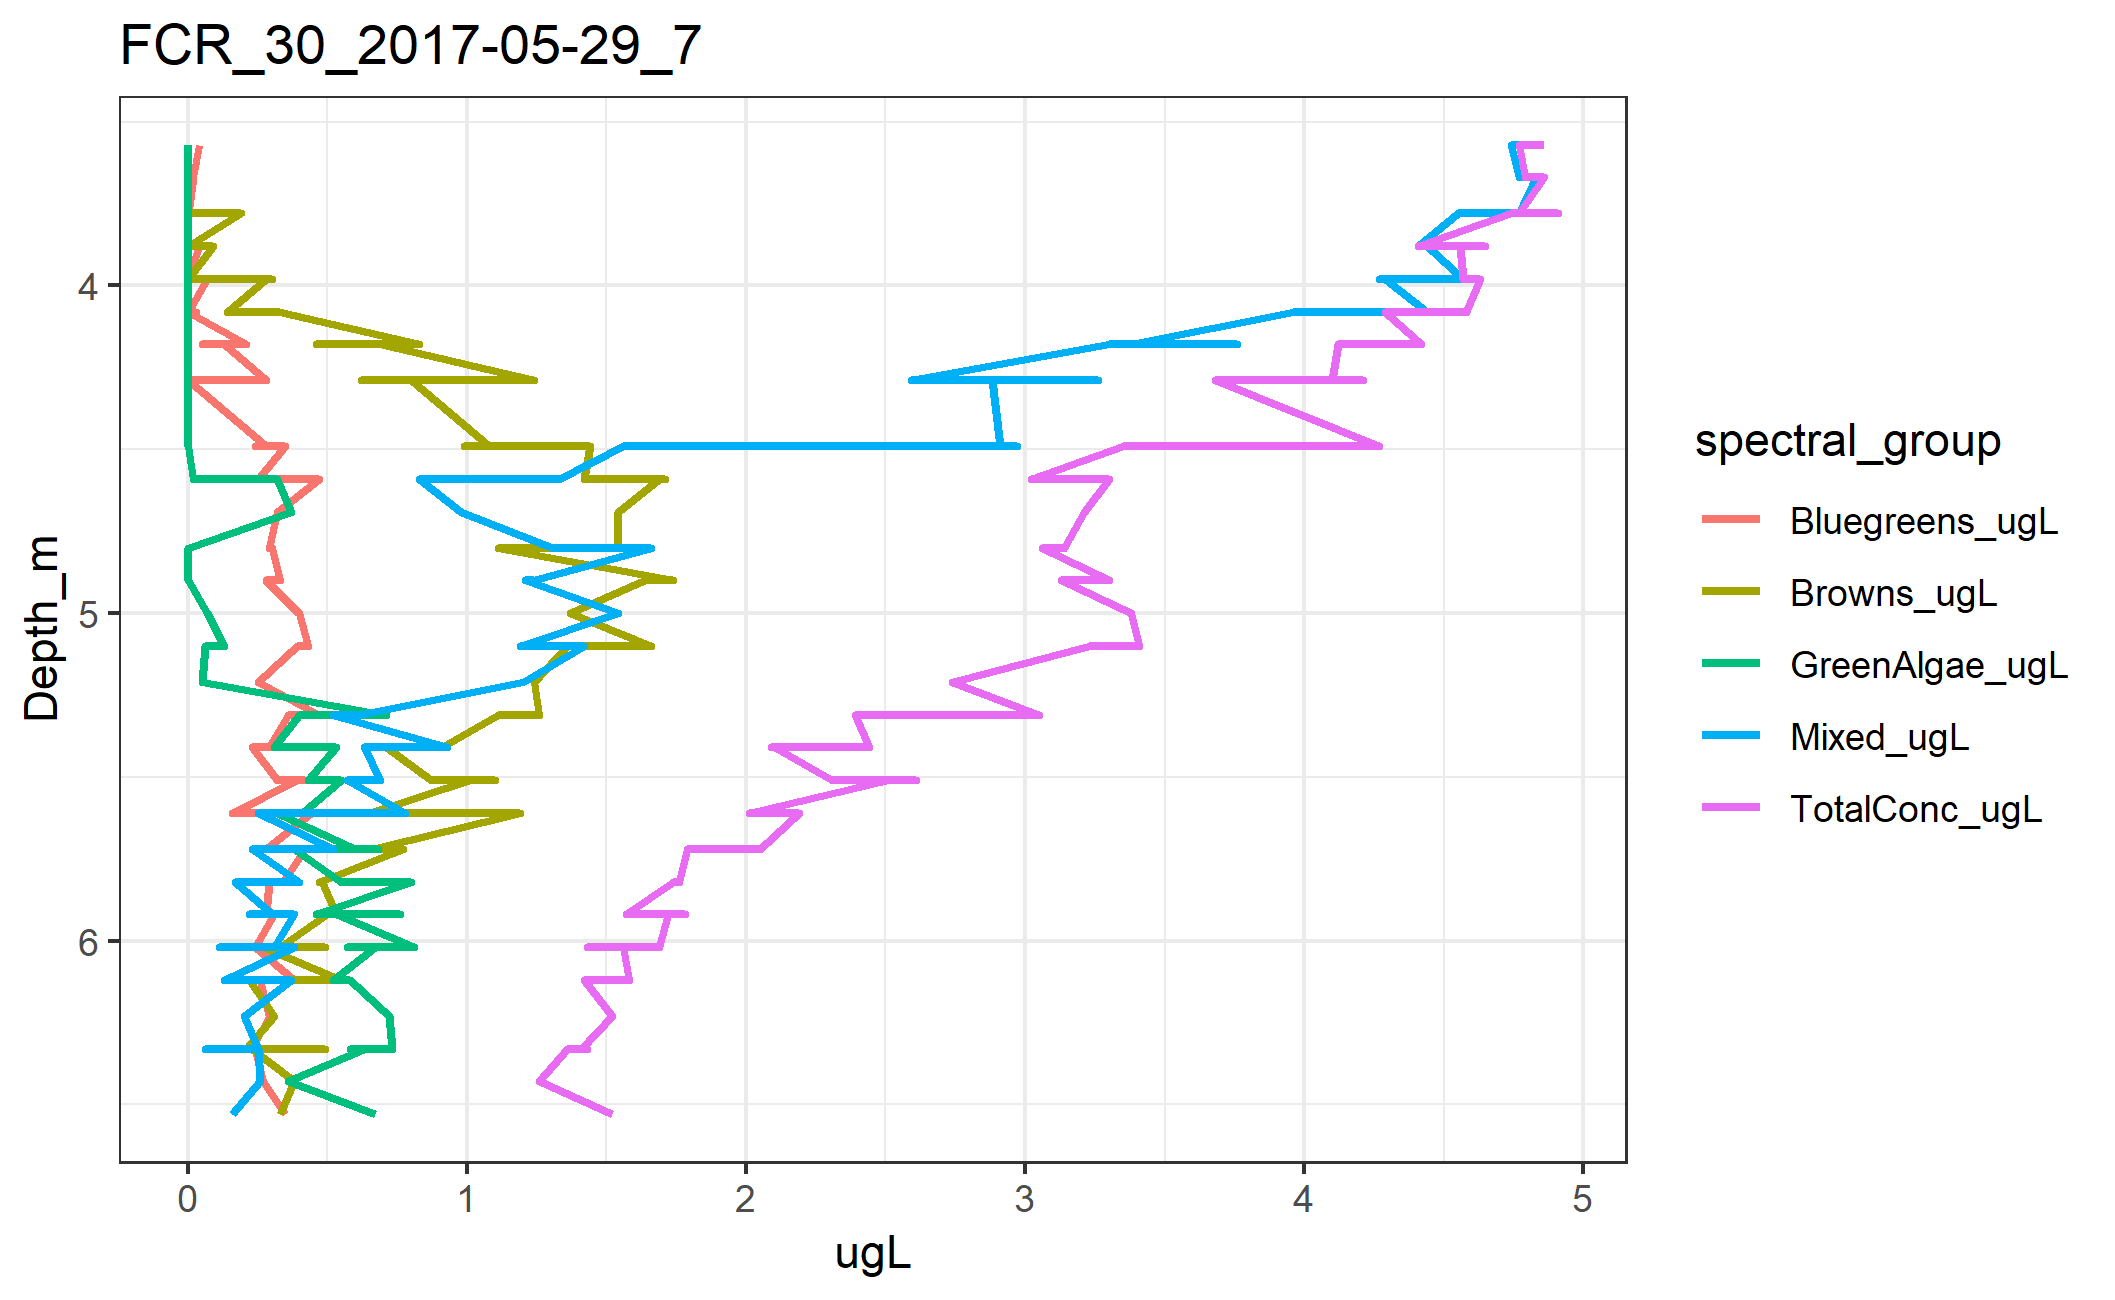 FCR_30_2017-05-29_7
4
5
6
Depth_m
0 1 2 3 4 5
ugL
spectral_group
Bluegreens_ugL
Browns_ugL
GreenAlgae_ugL
Mixed_ugL
TotalConc_ugL